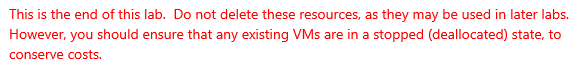 This is the end of this lab.  Do not delete these resources, as they may be used in later labs.
However, you should ensure that any existing VMs are in a stopped (deallocated) state, to
conserve costs.